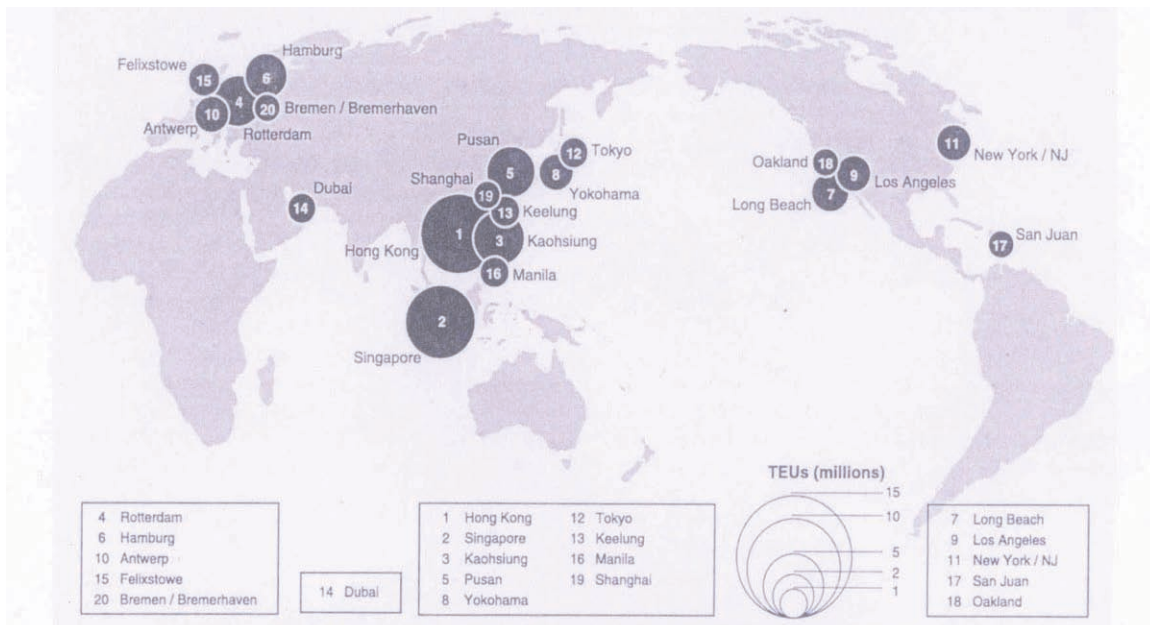 Hamburg
Felixstowe
15
6
4
20
Bremen / Bremerhaven
10
Antwerp
Rotterdam
Pusan
12
Tokyo
5
8
Yokohama
Shanghai
19
13
Keelung
Dubai
14
1
3
Kaohsiung
Hong Kong
16
Manila
2
Singapore
11
New York / NJ
Oakland
18
9
Los Angeles
Long Beach
7
San Juan
17
TEUs (millions)
15
10
5
2
1
4 Rotterdam
6 Hamburg
10 Antwerp
15 Felixstowe
20 Bremen / Bremerhaven
14 Dubai
1 Hong Kong
2 Singapore
3 Kaohsiung
5 Pusan
8 Yokohama
12 Tokyo
13 Keelung
16 Manila
19 Shanghai
7 Long Beach
9 Los Angeles
11 New York / NJ
17 San Juan
18 Oakland